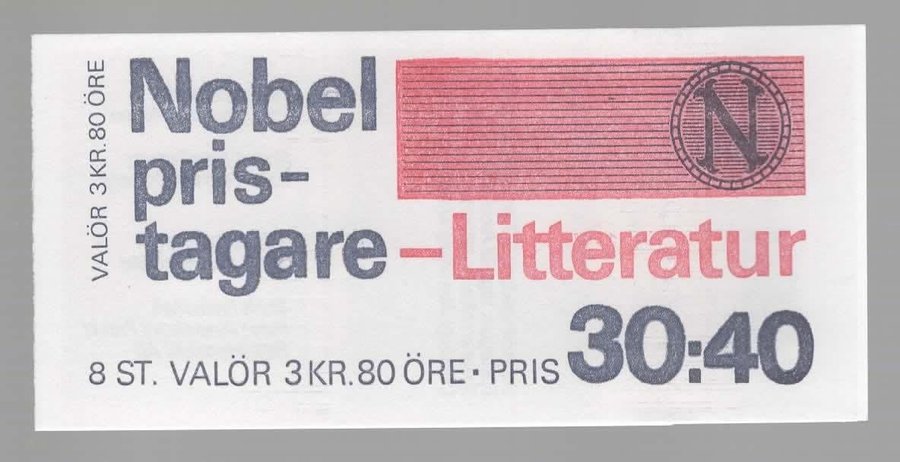 VALÖR 3 KR. 80 ÖRE
Nobel
pris-
tagare – Litteratur
N
8 ST. VALÖR 3 KR. 80 ÖRE · PRIS 30:40